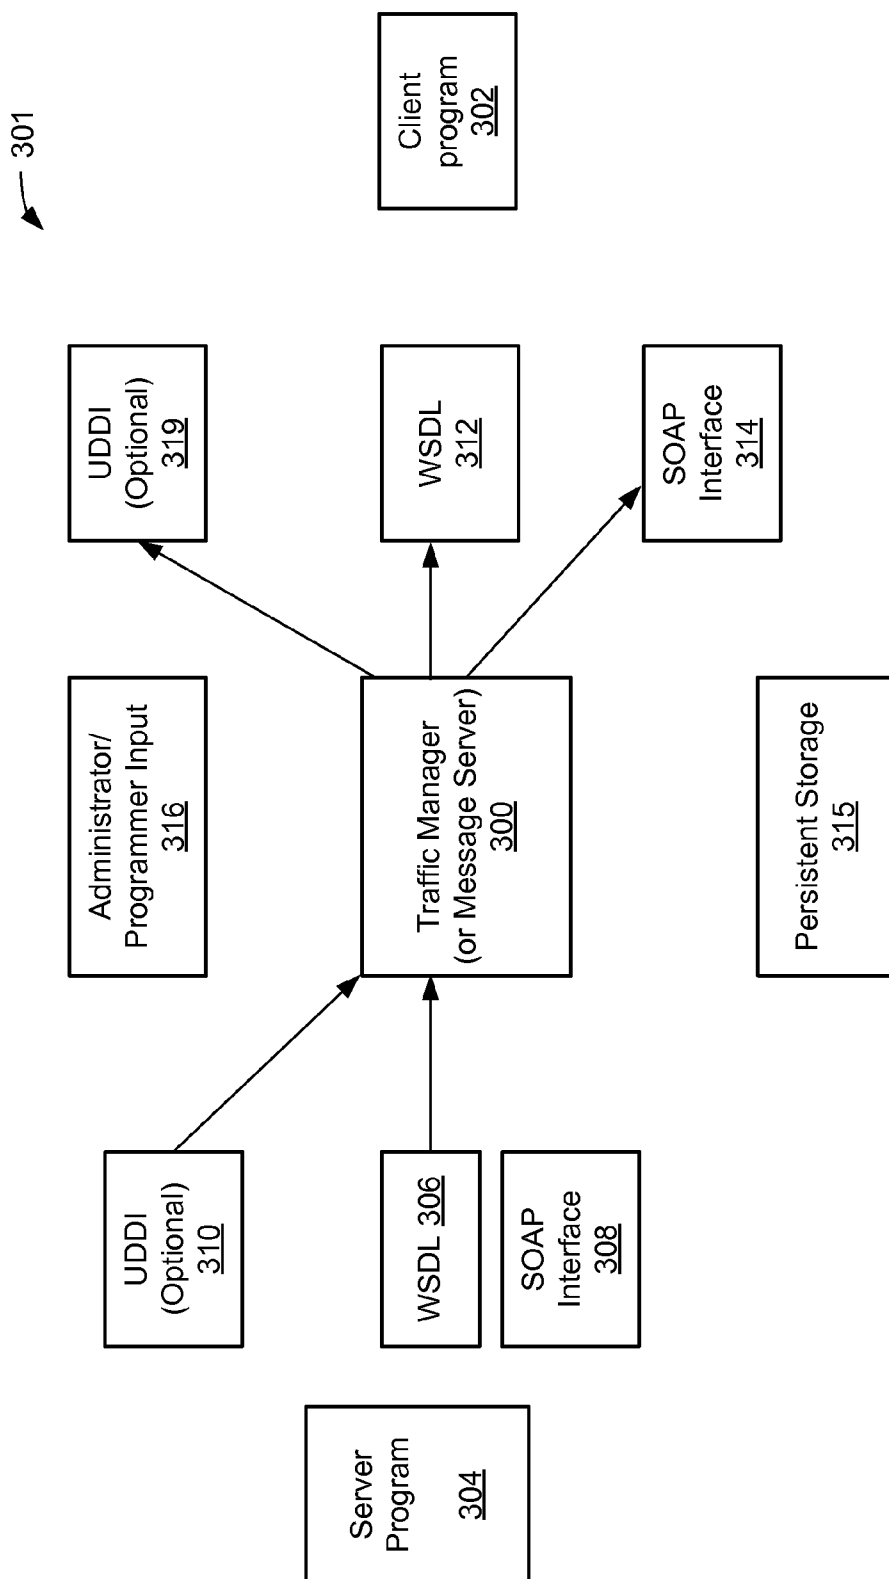 301
UDDI
(Optional)
310
Administrator/
Programmer Input
316
UDDI
(Optional)
319
Server
Program
304
WSDL 306
SOAP
Interface
308
Traffic Manager
(or Message Server)
300
WSDL
312
Client
program
302
SOAP
Interface
314
Persistent Storage
315